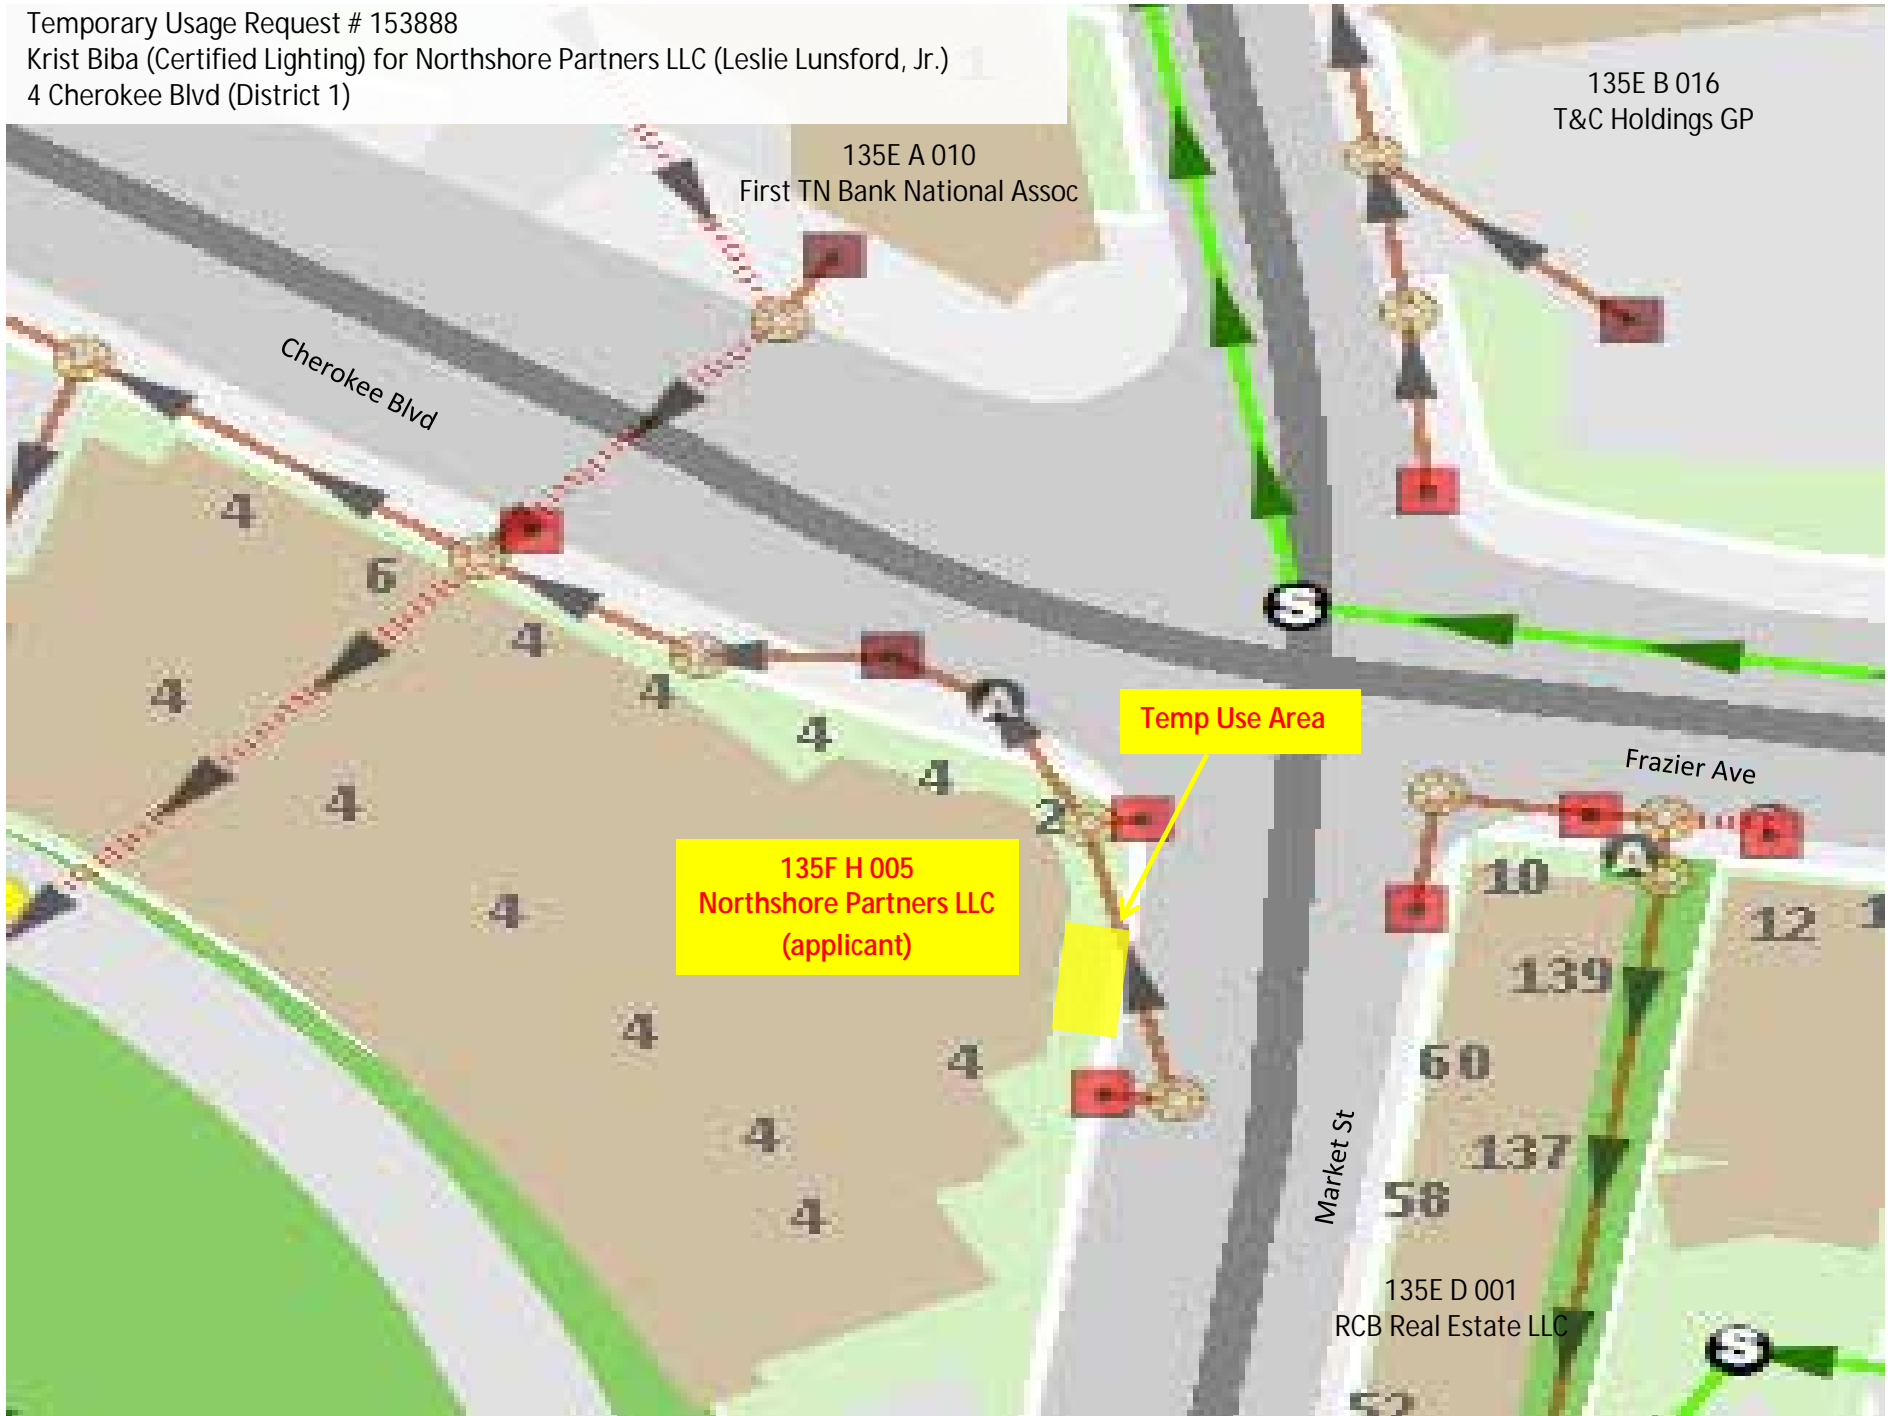 Temporary Usage Request # 153888
Krist Biba (Certified Lighting) for Northshore Partners LLC (Leslie Lunsford, Jr.)
4 Cherokee Blvd (District 1)
135E B 016
T&C Holdings GP
135E A 010
First TN Bank National Assoc
Cherokee Blvd
4
6
4
4
4
4
4
4
2
4
4
4
4
4
4
S
Temp Use Area
Frazier Ave
135F H 005
Northshore Partners LLC
(applicant)
10
12
139
60
137
58
Market St
135E D 001
RCB Real Estate LLC
S
52